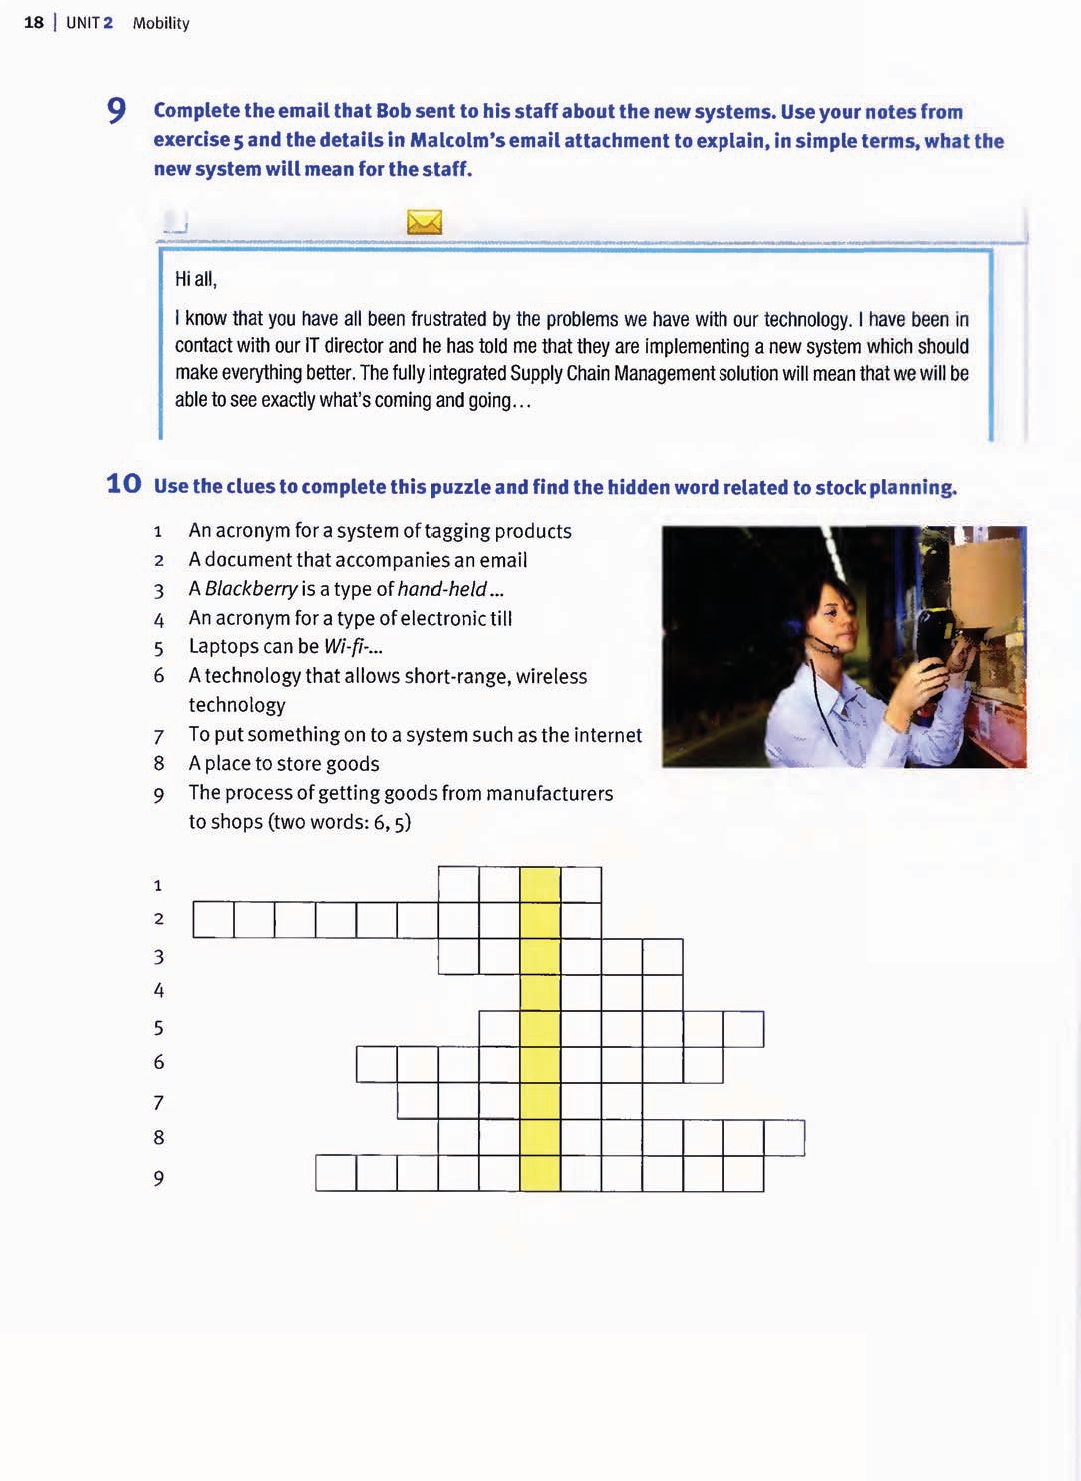 18 | UNIT 2 Mobility
9 Complete the email that Bob sent to his staff about the new systems. Use your notes from
exercise 5 and the details in Malcolm's email attachment to explain, in simple terms, what the
new system will mean for the staff.
Hi all,
I know that you have all been frustrated by the problems we have with our technology. I have been in
contact with our IT director and he has told me that they are implementing a new system which should
make everything better. The fully integrated Supply Chain Management solution will mean that we will be
able to see exactly what's coming and going...
10 Use the clues to complete this puzzle and find the hidden word related to stock planning.
1 An acronym for a system of tagging products
2 A document that accompanies an email
3 A Blackberry is a type of hand-held ...
4 An acronym for a type of electronic till
5 Laptops can be Wi-fi-...
6 A technology that allows short-range, wireless
technology
7 To put something on to a system such as the internet
8 A place to store goods
9 The process of getting goods from manufacturers
to shops (two words: 6, 5)
1
2
3
4
5
6
7
8
9